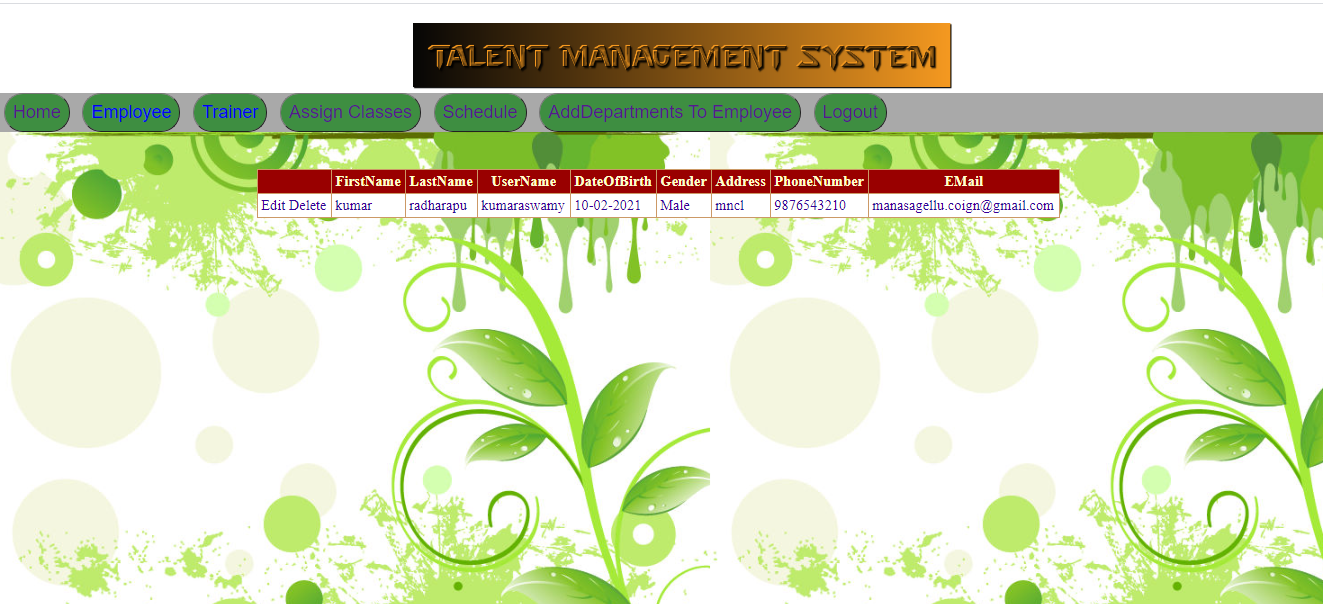 TALENT MANAGEMENT SYSTEM
Home Employee Trainer Assign Classes Schedule AddDepartments To Employee Logout
FirstName LastName UserName DateOfBirth Gender Address PhoneNumber EMail
Edit Delete kumar radharapu kumaraswamy 10-02-2021 Male mncl 9876543210 manasagellu.coign@gmail.com